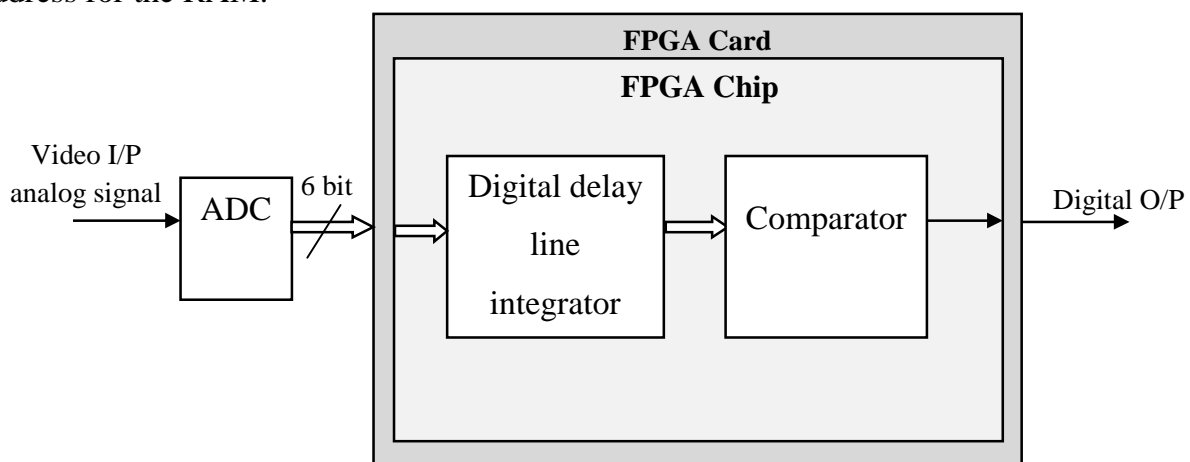 ddress for the RAM.
FPGA Card
FPGA Chip
Video I/P
analog signal
ADC
6 bit
Digital delay
line
integrator
Comparator
Digital O/P